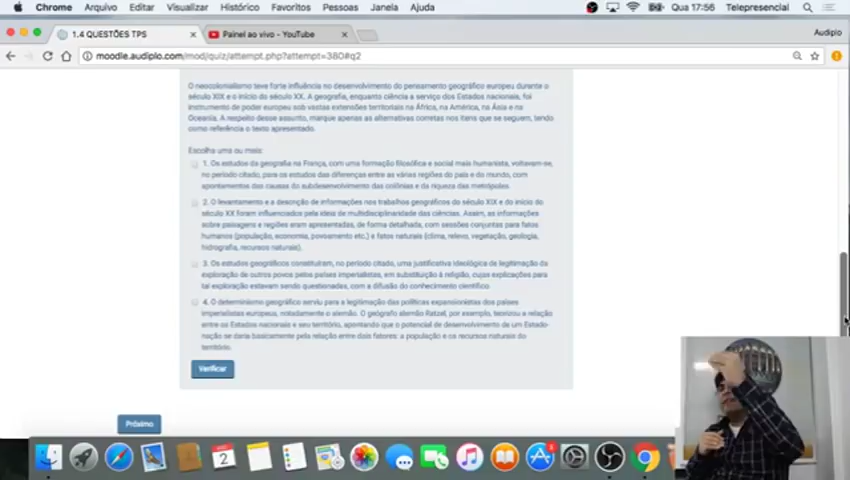 Chrome Arquivo Editar Visualizar Histórico Favoritos Pessoas Janela Ajuda Qua 17:56 Telepresencial
1.4 QUESTÕES TPS
Painel ao vivo - YouTube
Audiplo
moodle.audiplo.com/mod/quiz/attempt.php?attempt=380#q2
O neocolonialismo teve forte influência no desenvolvimento do pensamento geográfico europeu durante o
século XIX e o início do século XX. A geografia, enquanto ciência a serviço dos Estados nacionais, foi
instrumento de poder europeu sob vastas extensões territoriais na África, na América, na Ásia e na
Oceania. A respeito desse assunto, marque apenas as alternativas corretas nos itens que se seguem, tendo
como referência o texto apresentado.
Escolha uma ou mais:
1. Os estudos da geografia na França, com uma formação filosófica e social mais humanista, voltavam-se,
no período citado, para os estudos das diferenças entre as várias regiões do país e do mundo, com
apontamentos das causas do subdesenvolvimento das colônias e da riqueza das metrópoles.
2. O levantamento e a descrição de informações nos trabalhos geográficos do século XIX e do início do
século XX foram influenciados pela ideia de multidisciplinaridade das ciências. Assim, as informações
sobre paisagens e regiões eram apresentadas, de forma detalhada, com sessões conjuntas para fatos
humanos (população, economia, povoamento etc.) e fatos naturais (clima, relevo, vegetação, geologia,
hidrografia, recursos naturais).
3. Os estudos geográficos constituíram, no período citado, uma justificativa ideológica de legitimação da
exploração de outros povos pelos países imperialistas, em substituição à religião, cujas explicações para
tal exploração estavam sendo questionadas, com a difusão do conhecimento científico.
4. O determinismo geográfico serviu para a legitimação das políticas expansionistas dos países
imperialistas europeus, notadamente o alemão. O geógrafo alemão Ratzel, por exemplo, teorizou a relação
entre os Estados nacionais e seu território, apontando que o potencial de desenvolvimento de um Estado-
nação se daria basicamente pela relação entre dois fatores: a população e os recursos naturais do
território.
Verificar
Próximo
2